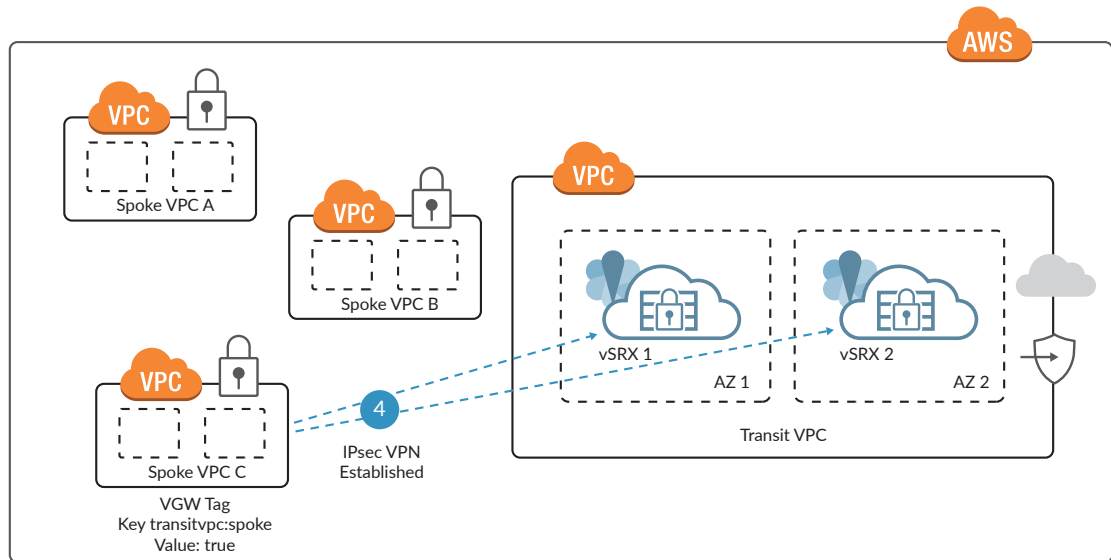 AWS
VPC
Spoke VPC A
VPC
Spoke VPC B
VPC
Spoke VPC C
VGW Tag
Key transitvpc:spoke
Value: true
4
IPsec VPN
Established
VPC
vSRX 1
AZ 1
vSRX 2
AZ 2
Transit VPC